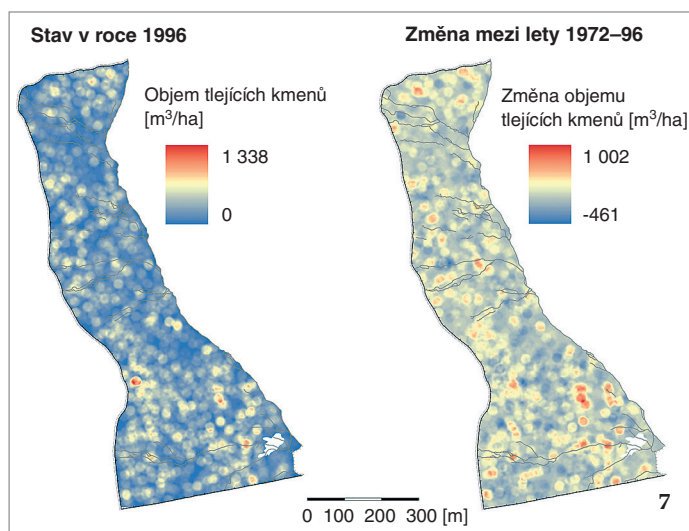 Stav v roce 1996
Objem tlejících kmenů
[m³/ha]
1 338
0
Změna mezi lety 1972–96
Změna objemu
tlejících kmenů [m³/ha]
1 002
-461
0 100 200 300 [m]
7